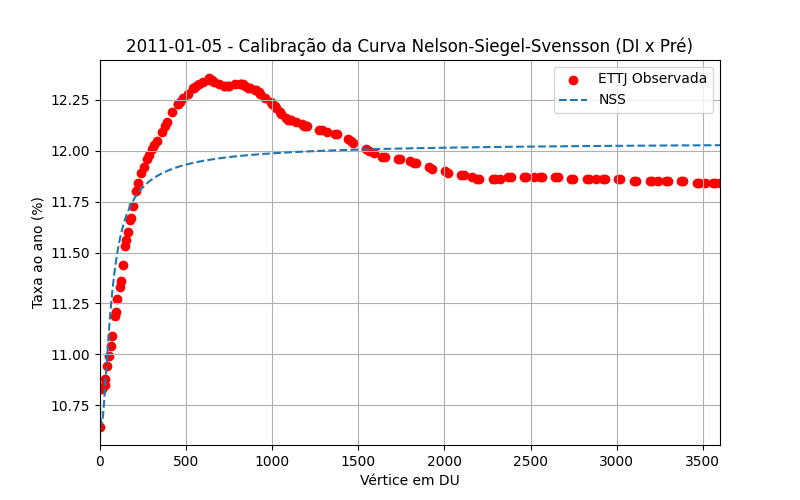 2011-01-05 - Calibração da Curva Nelson-Siegel-Svensson (DI x Pré)
ETTJ Observada
NSS
Taxa ao ano (%)
12.25
12.00
11.75
11.50
11.25
11.00
10.75
0 500 1000 1500 2000 2500 3000 3500
Vértice em DU